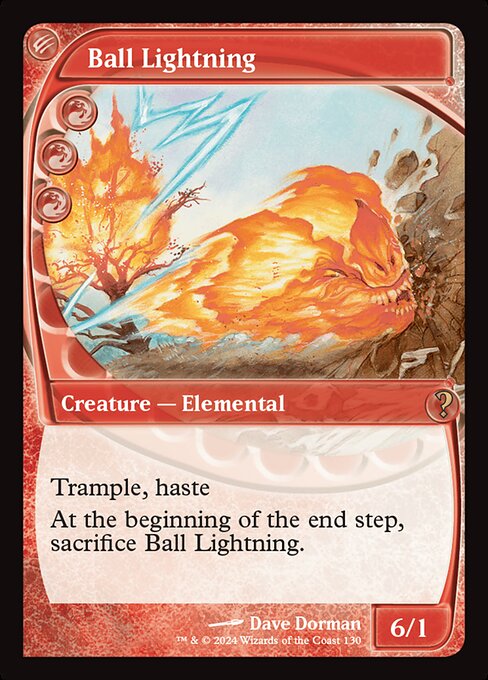 Ball Lightning
Creature — Elemental
?
Trample, haste
At the beginning of the end step,
sacrifice Ball Lightning.
Dave Dorman
™ & © 2024 Wizards of the Coast 130
6/1